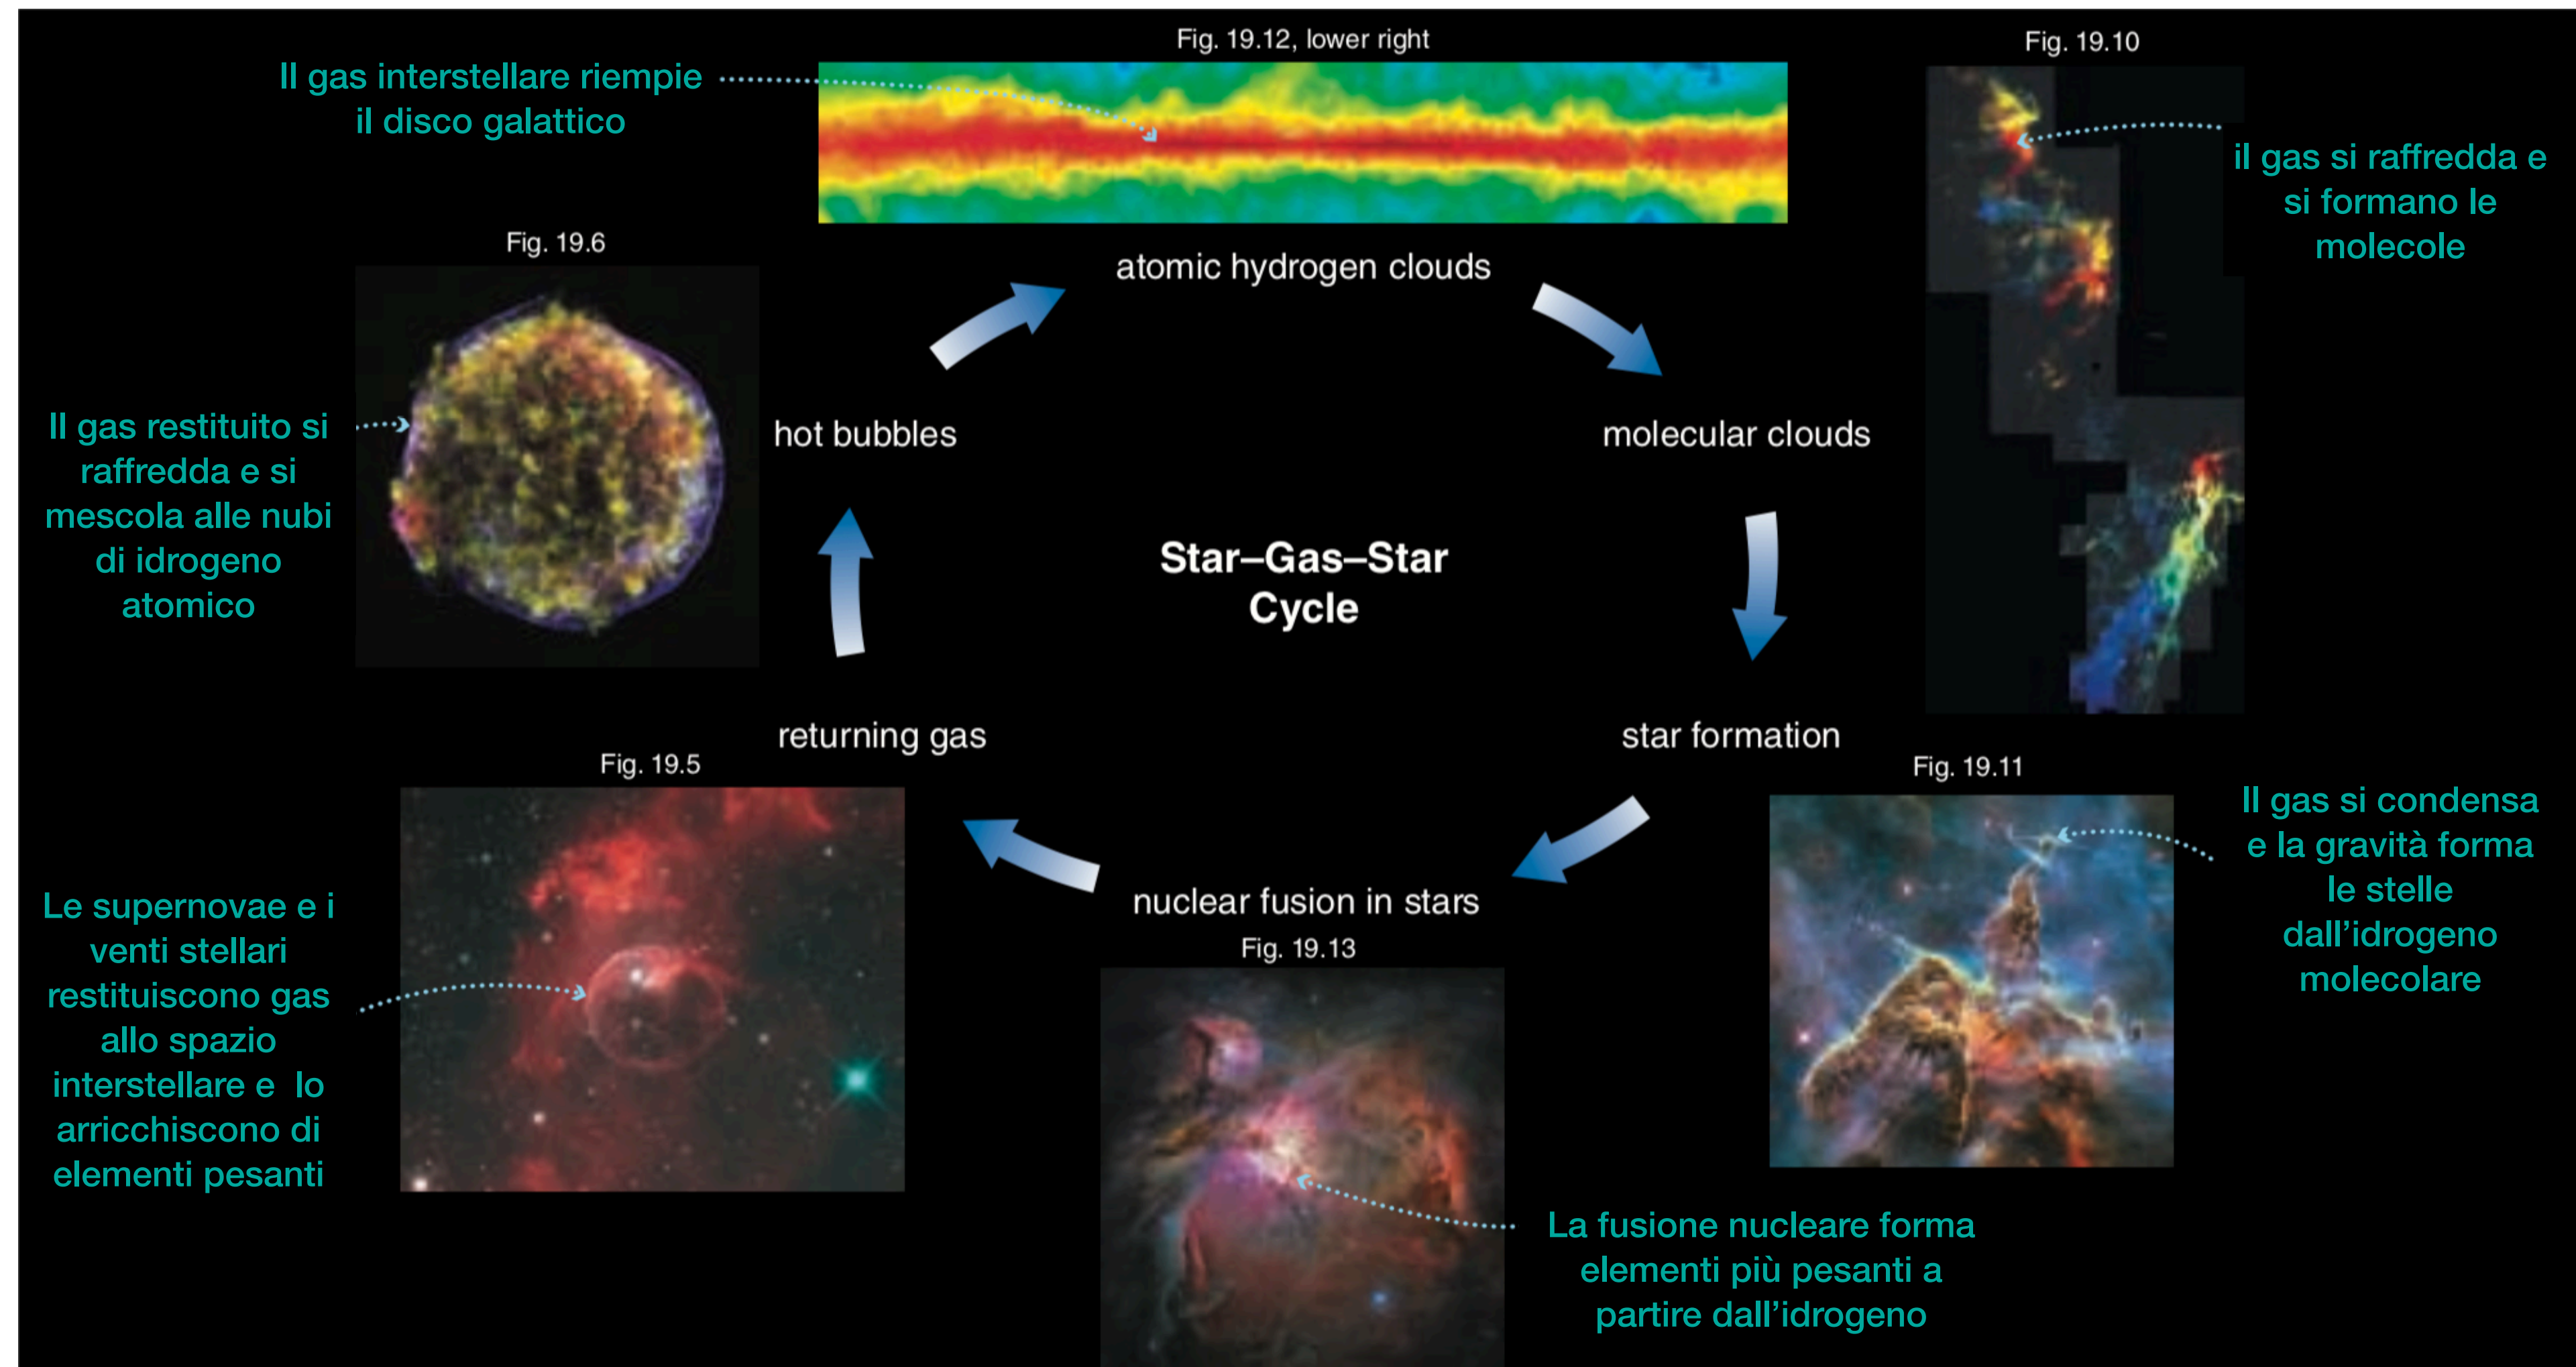 Fig. 19.12, lower right
Il gas interstellare riempie
il disco galattico
atomic hydrogen clouds
Fig. 19.10
il gas si raffredda e
si formano le
molecole
molecular clouds
star formation
Fig. 19.11
Il gas si condensa
e la gravità forma
le stelle
dall'idrogeno
molecolare
nuclear fusion in stars
Fig. 19.13
La fusione nucleare forma
elementi più pesanti a
partire dall'idrogeno
returning gas
Fig. 19.5
Le supernovae e i
venti stellari
restituiscono gas
allo spazio
interstellare e  lo
arricchiscono di
elementi pesanti
hot bubbles
Fig. 19.6
Il gas restituito si
raffredda e si
mescola alle nubi
di idrogeno
atomico
Star–Gas–Star
Cycle